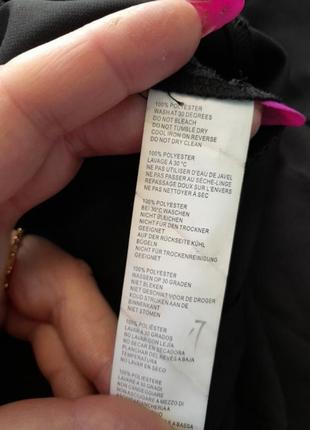 100% POLYESTER
WASH AT 30 DEGREES
DO NOT BLEACH
DO NOT TUMBLE DRY
COOL IRON ON REVERSE
DO NOT DRY CLEAN
100% POLYESTER
LAVAGE À 30 °C
NE PAS UTILISER D'EAU DE JAVEL
NE PAS PASSER AU SÈCHE-LINGE
REPASSAGE DOUX SUR L'ENVERS
NE PAS NETTOYER À SEC
100% POLYESTER
BEI 30°C WASCHEN
NICHT BLEICHEN
NICHT FÜR DEN TROCKNER
GEEIGNET
AUF DER RÜCKSEITE KÜHL
BÜGELN
NICHT FÜR TROCKENREINIGUNG
GEEIGNET
100% POLYESTER
WASSEN OP 30 GRADEN
NIET BLEKEN
NIET GESCHIKT VOOR DE DROGER
KOUD STRIJKEN AAN DE
BINNENKANT
NIET STOMEN
100% POLIÉSTER
LAVAR A 30 GRADOS
NO USAR LEJÍA
NO SECAR EN SECADORA
PLANCHAR DEL REVÉS A BAJA
TEMPERATURA
NO LAVAR EN SECO
100% POLIESTERE
LAVARE A 30 GRADI
NON CANDEGGIARE
NON ASCIUGARE A MEZZO DI
7